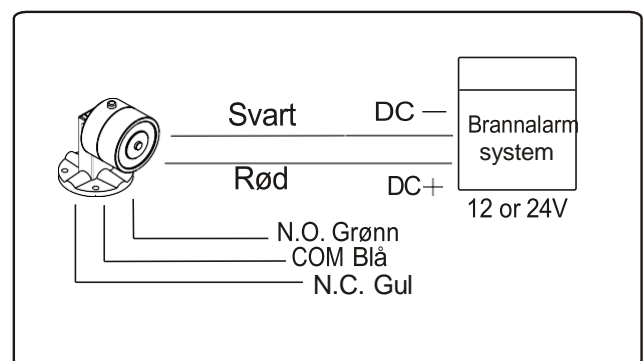 Svart
DC —
Brannalarm
system
Rød
DC+
12 or 24V
N.O. Grønn
COM Blå
N.C. Gul